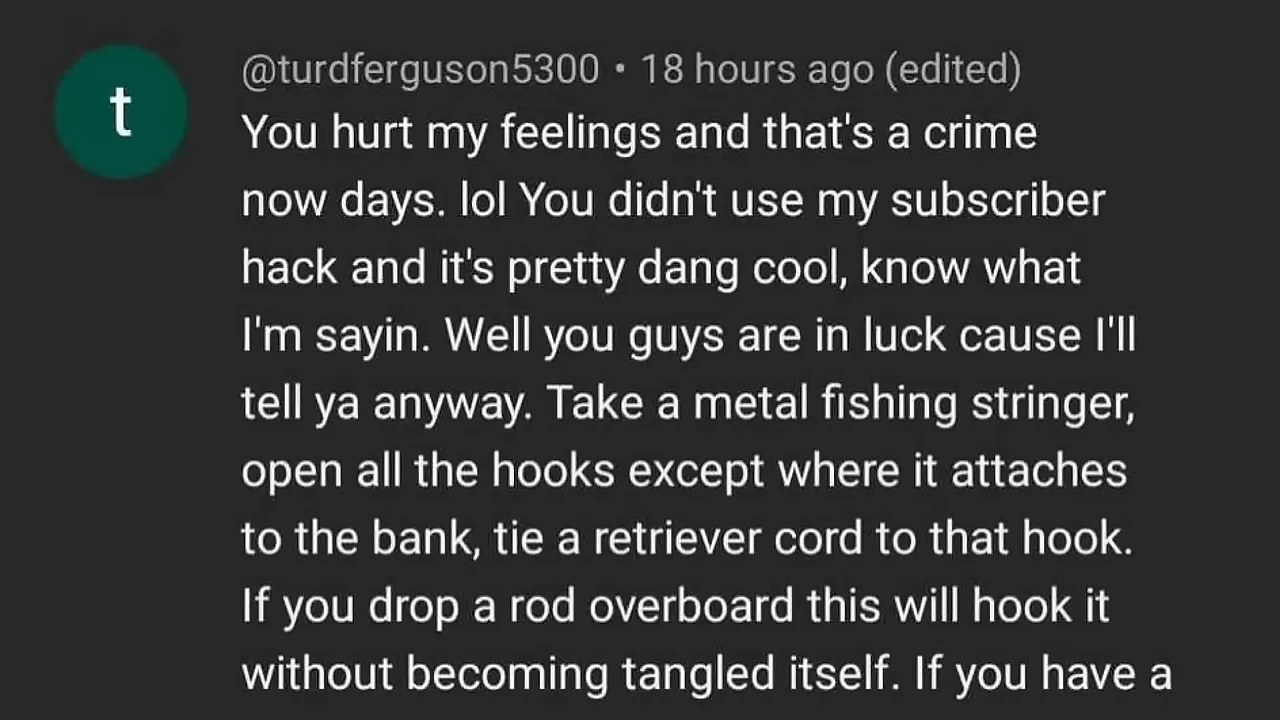 t
@turdferguson5300 • 18 hours ago (edited)
You hurt my feelings and that's a crime
now days. lol You didn't use my subscriber
hack and it's pretty dang cool, know what
I'm sayin. Well you guys are in luck cause I'll
tell ya anyway. Take a metal fishing stringer,
open all the hooks except where it attaches
to the bank, tie a retriever cord to that hook.
If you drop a rod overboard this will hook it
without becoming tangled itself. If you have a